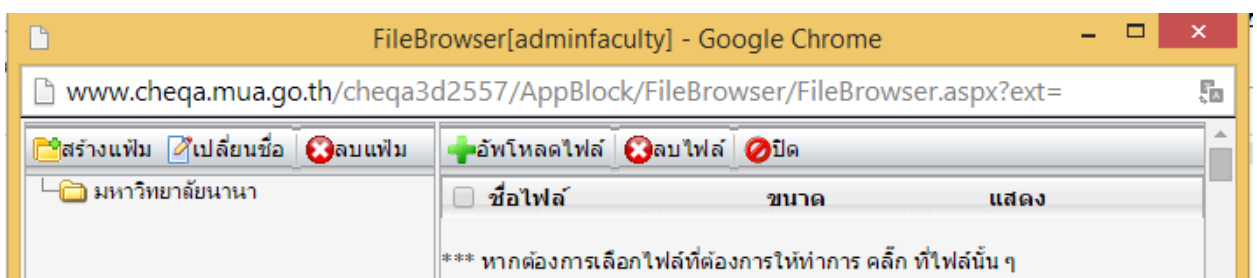 FileBrowser[adminfaculty] - Google Chrome
www.cheqa.mua.go.th/cheqa3d2557/AppBlock/FileBrowser/FileBrowser.aspx?ext=
สร้างแฟ้ม เปลี่ยนชื่อ ลบแฟ้ม อัพโหลดไฟล์ ลบไฟล์ ปิด
มหาวิทยาลัยนานา ชื่อไฟล์ ขนาด แสดง
*** หากต้องการเลือกไฟล์ที่ต้องการให้ทำการ คลิ๊ก ที่ไฟล์นั้น ๆ